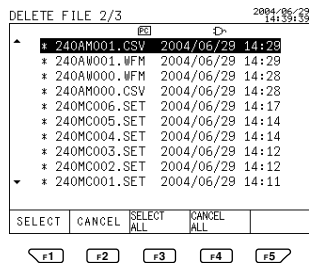 DELETE FILE 2/3 2004/06/29 14:39:39
PC
* 240AM001.CSV 2004/06/29 14:29
* 240AW001.WFM 2004/06/29 14:29
* 240AW000.WFM 2004/06/29 14:28
* 240AM000.CSV 2004/06/29 14:28
* 240MC006.SET 2004/06/29 14:17
* 240MC005.SET 2004/06/29 14:14
* 240MC004.SET 2004/06/29 14:14
* 240MC003.SET 2004/06/29 14:12
* 240MC002.SET 2004/06/29 14:12
* 240MC001.SET 2004/06/29 14:11
SELECT CANCEL SELECT ALL CANCEL ALL
F1 F2 F3 F4 F5